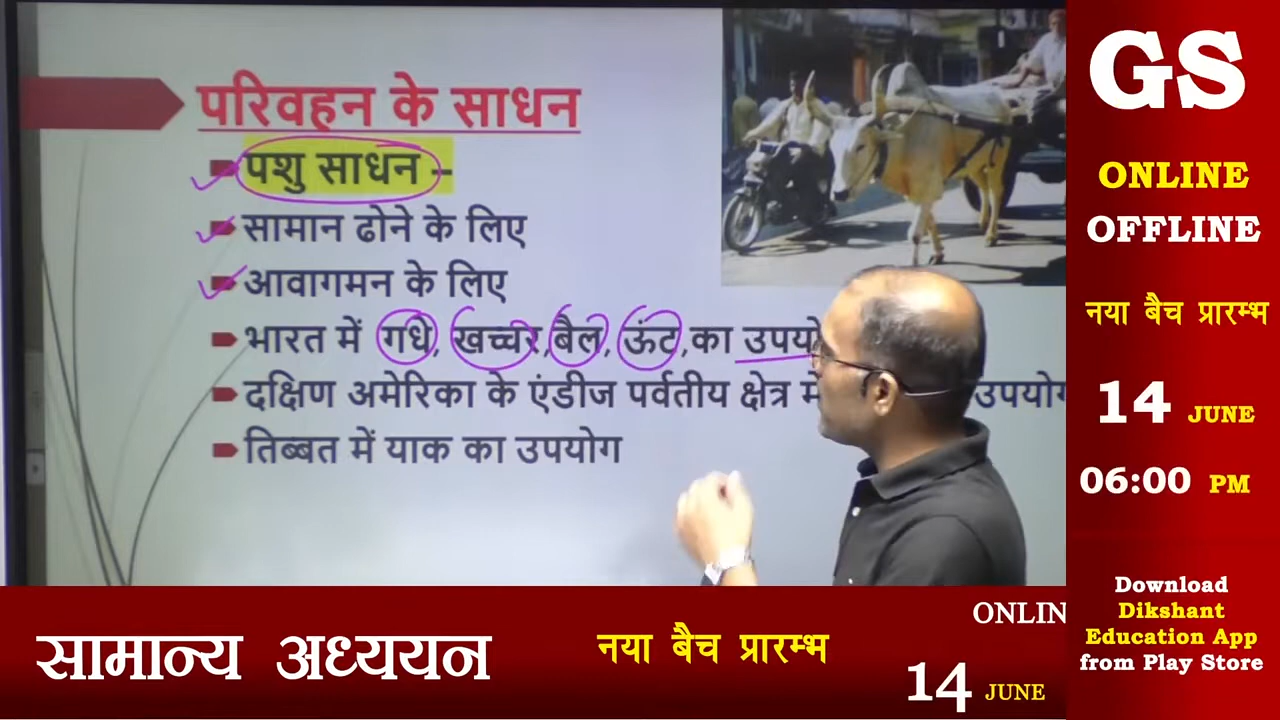 परिवहन के साधन
पशु साधन –
सामान ढोने के लिए
आवागमन के लिए
भारत में गधे, खच्चर,बैल, ऊंट,का
दक्षिण अमेरिका के एंडीज पर्वतीय क्षेत्र
तिब्बत में याक का उपयोग
GS
ONLINE
OFFLINE
नया बैच प्रारम्भ
14 JUNE
06:00 PM
Download
Dikshant
Education App
from Play Store
सामान्य अध्ययन
नया बैच प्रारम्भ
ONLIN
14 JUNE